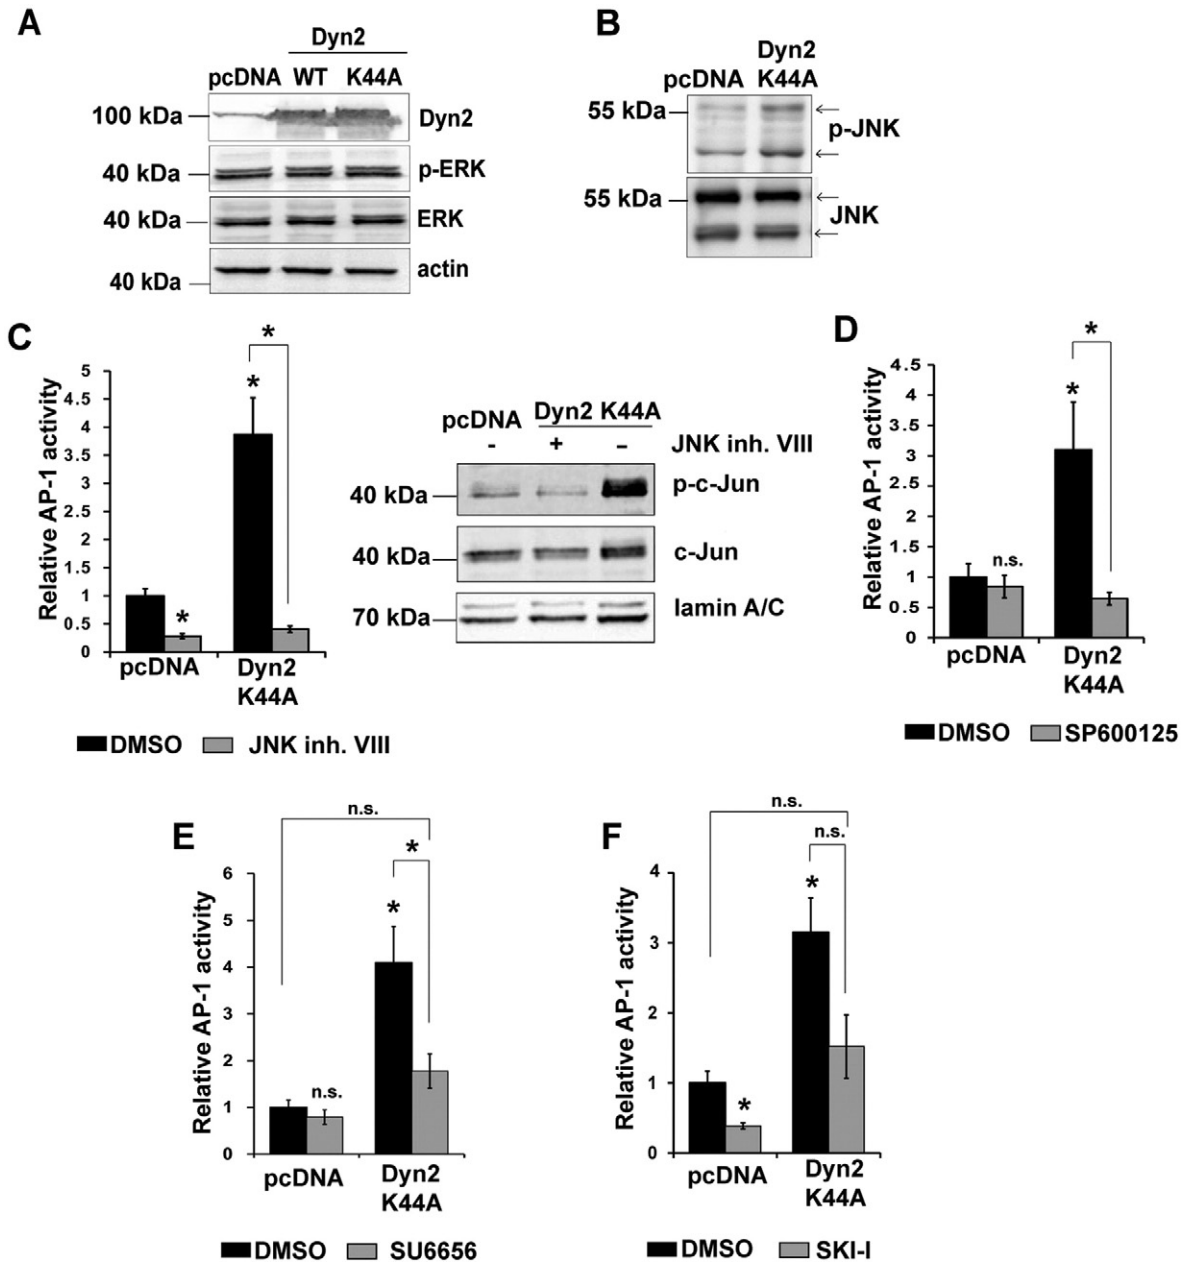 A
Dyn2
pcDNA WT K44A
100 kDa Dyn2
40 kDa p-ERK
40 kDa ERK
actin
40 kDa
B
Dyn2
pcDNA K44A
55 kDa
p-JNK
55 kDa
JNK
C
*
*
*
Relative AP-1 activity
5
4.5
4
3.5
3
2.5
2
1.5
1
0.5
0
pcDNA Dyn2
K44A
DMSO JNK inh. VIII
pcDNA Dyn2 K44A
- + - JNK inh. VIII
40 kDa p-c-Jun
40 kDa c-Jun
70 kDa lamin A/C
D
*
*
n.s.
Relative AP-1 activity
4.5
4
3.5
3
2.5
2
1.5
1
0.5
0
pcDNA Dyn2
K44A
DMSO SP600125
E
n.s.
*
*
n.s.
Relative AP-1 activity
6
5
4
3
2
1
0
pcDNA Dyn2
K44A
DMSO SU6656
F
n.s.
n.s.
*
*
Relative AP-1 activity
4
3
2
1
0
pcDNA Dyn2
K44A
DMSO SKI-I